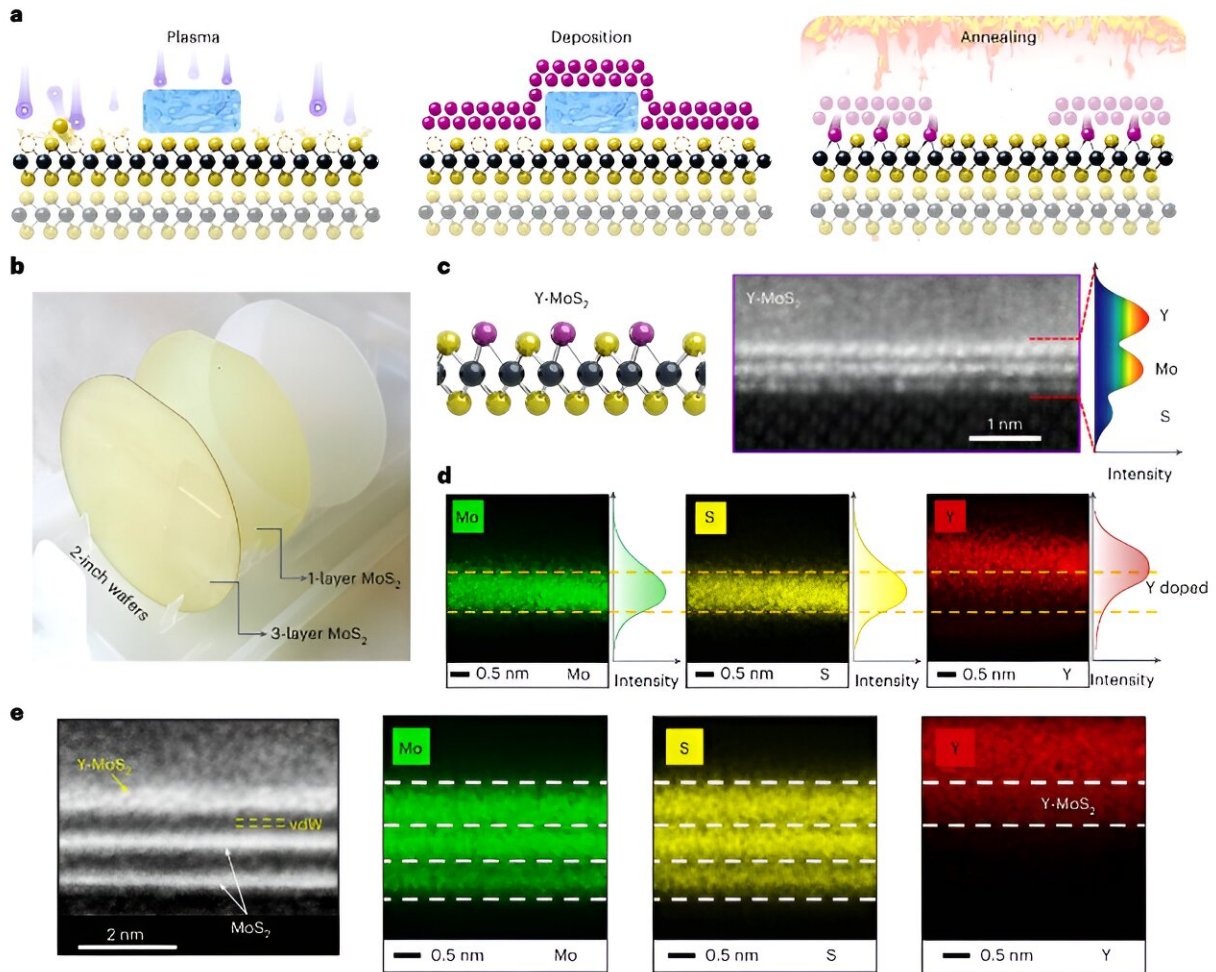 a
Plasma
Deposition
Annealing
b
2-inch wafers
1-layer MoS₂
3-layer MoS₂
c
Y·MoS₂
Y·MoS₂
1 nm
Y
Mo
S
Intensity
d
Mo
0.5 nm Mo
Intensity
S
0.5 nm S
Intensity
Y
Y doped
0.5 nm Y
Intensity
e
Y-MoS₂
vdW
MoS₂
2 nm
Mo
0.5 nm Mo
S
0.5 nm S
Y
Y·MoS₂
0.5 nm Y